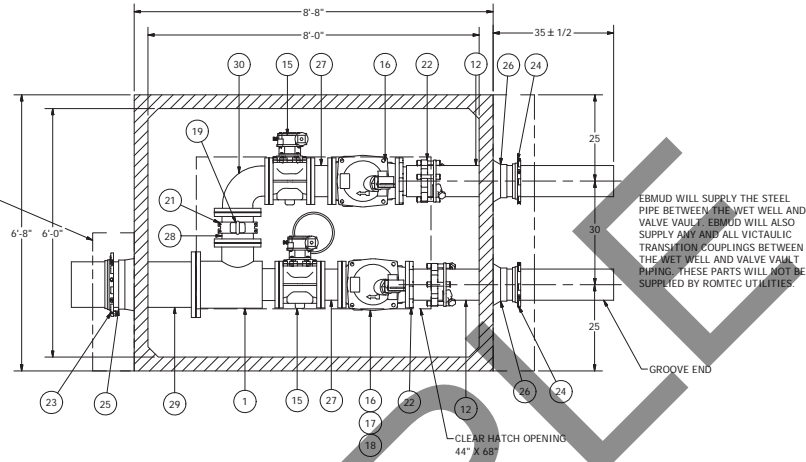 8'-8"
35 ± 1/2
8'-0"
30
15
27
16
22
12
26
24
19
21
28
6'-8"
6'-0"
25
30
25
EBMUD WILL SUPPLY THE STEEL
PIPE BETWEEN THE WET WELL AND
VALVE VAULT. EBMUD WILL ALSO
SUPPLY ANY AND ALL VICTAULIC
TRANSITION COUPLINGS BETWEEN
THE WET WELL AND VALVE VAULT
PIPING. THESE PARTS WILL NOT BE
SUPPLIED BY ROMTEC UTILITIES.
GROOVE END
23
25
29
1
15
27
16
22
12
26
24
17
18
CLEAR HATCH OPENING
44" X 68"